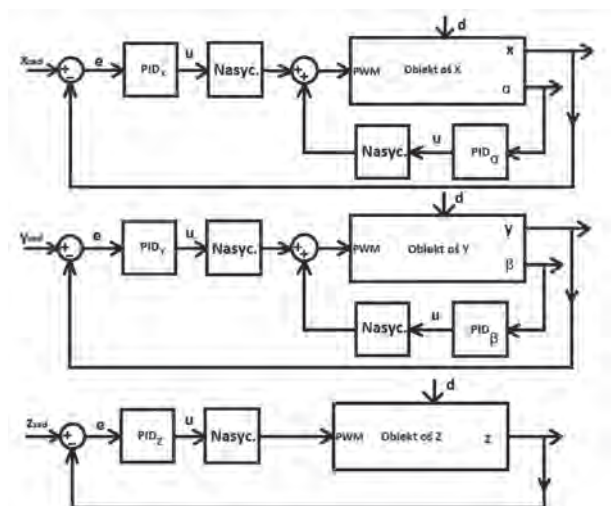 d
x
xzad
+
-
e
PIDx
u
Nasyc.
+
+
PWM
Obiekt oś X
α
Nasyc.
u
PIDα
d
y
yzad
+
-
e
PIDY
u
Nasyc.
+
+
PWM
Obiekt oś Y
β
Nasyc.
u
PIDβ
d
zzad
+
-
e
PIDZ
u
Nasyc.
PWM
Obiekt oś Z
z